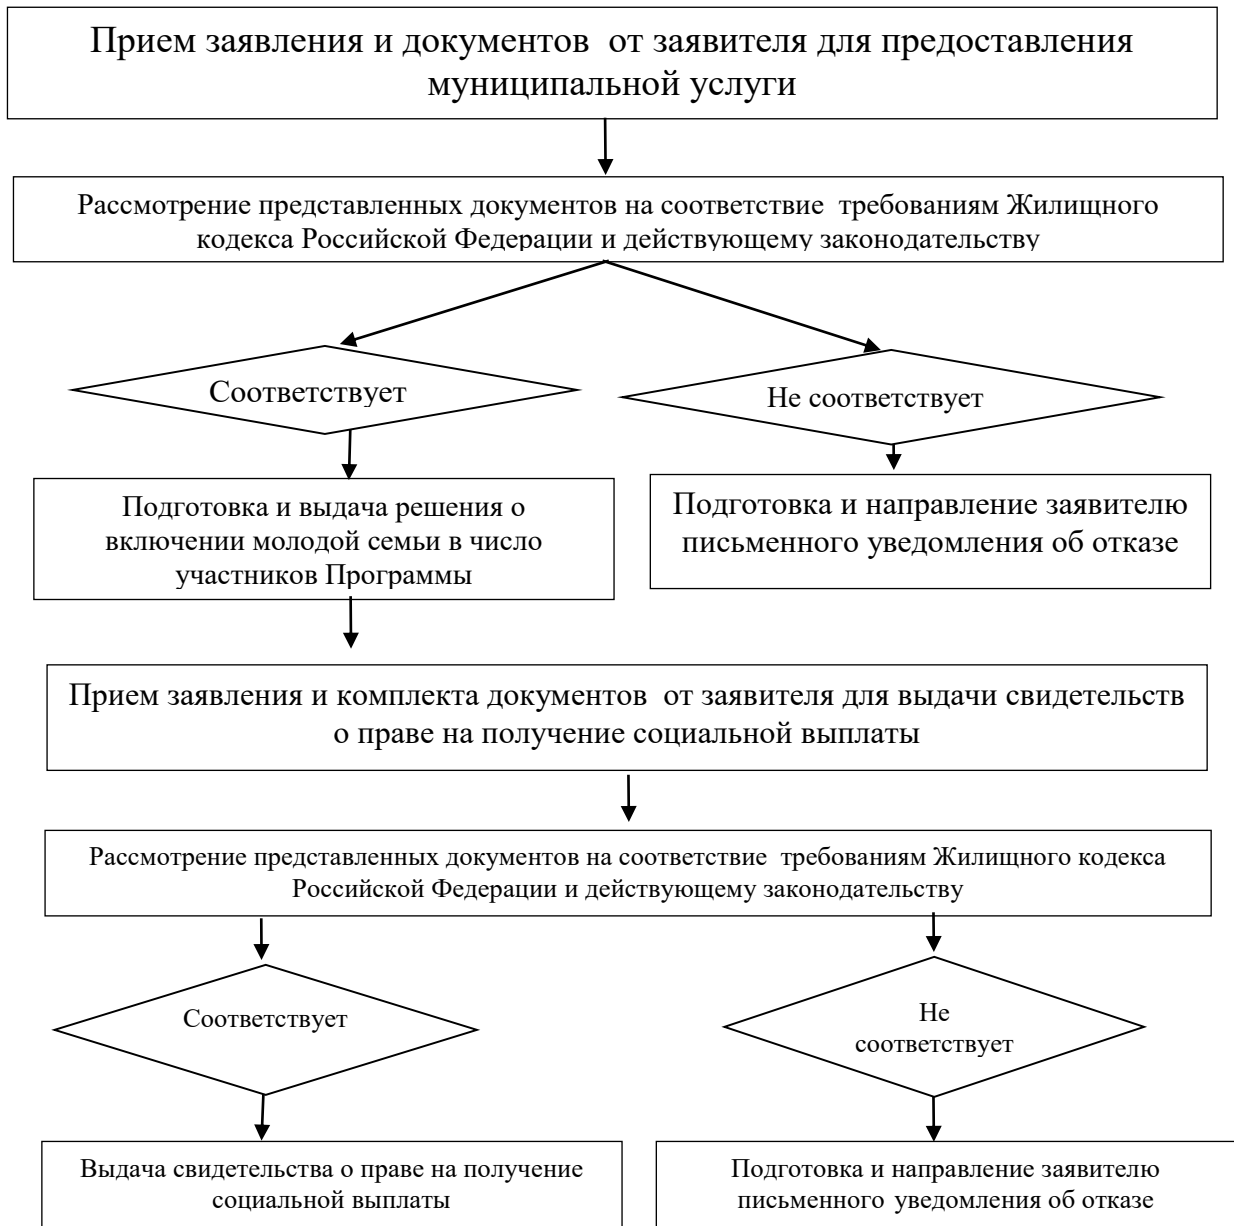 Прием заявления и документов от заявителя для предоставления
муниципальной услуги
Рассмотрение представленных документов на соответствие требованиям Жилищного
кодекса Российской Федерации и действующему законодательству
Соответствует
Не соответствует
Подготовка и выдача решения о
включении молодой семьи в число
участников Программы
Подготовка и направление заявителю
письменного уведомления об отказе
Прием заявления и комплекта документов от заявителя для выдачи свидетельств
о праве на получение социальной выплаты
Рассмотрение представленных документов на соответствие требованиям Жилищного кодекса
Российской Федерации и действующему законодательству
Соответствует
Не
соответствует
Выдача свидетельства о праве на получение
социальной выплаты
Подготовка и направление заявителю
письменного уведомления об отказе